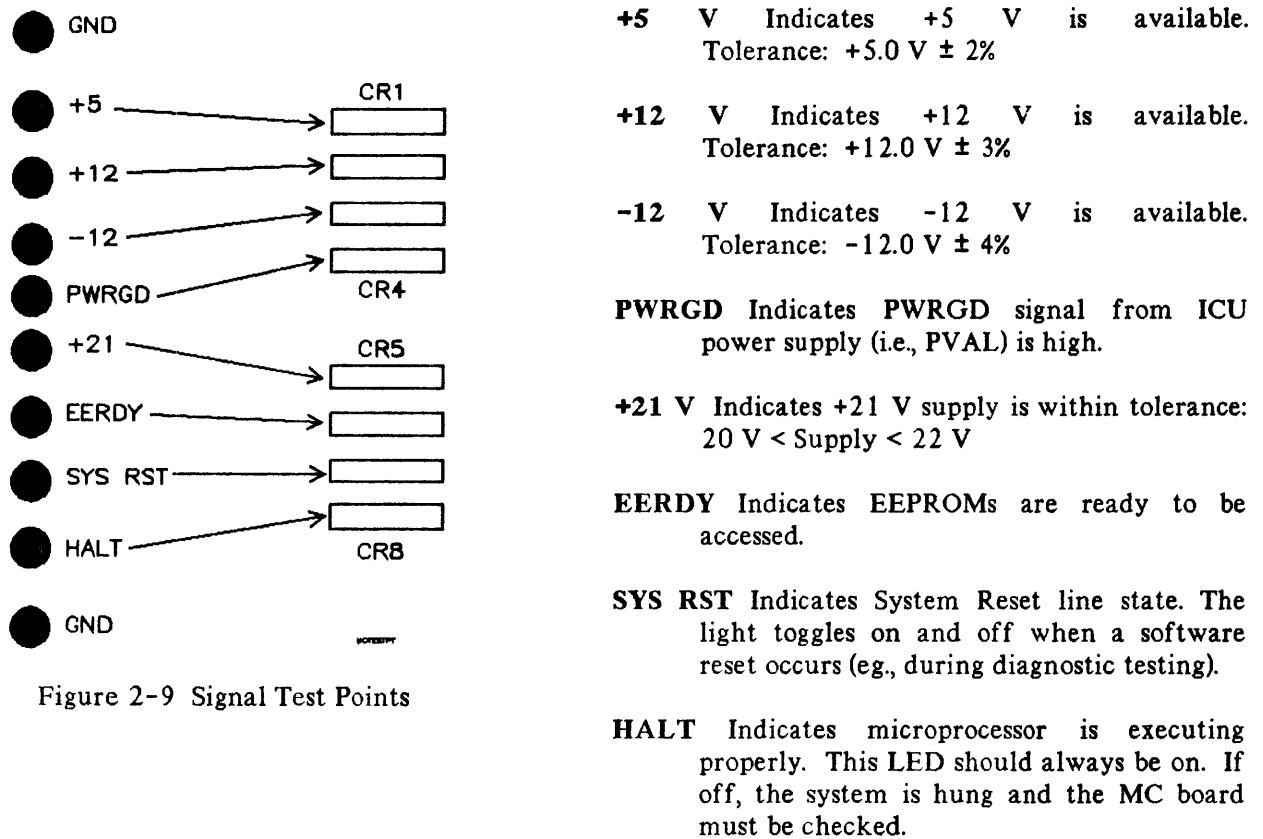 GND
+5
CR1
+12
-12
PWRGD
CR4
+21
CR5
EERDY
SYS RST
HALT
CR8
GND
Figure 2-9 Signal Test Points
+5 V Indicates +5 V is available.
Tolerance: +5.0 V ± 2%
+12 V Indicates +12 V is available.
Tolerance: +12.0 V ± 3%
-12 V Indicates -12 V is available.
Tolerance: -12.0 V ± 4%
PWRGD Indicates PWRGD signal from ICU
power supply (i.e., PVAL) is high.
+21 V Indicates +21 V supply is within tolerance:
20 V < Supply < 22 V
EERDY Indicates EEPROMs are ready to be
accessed.
SYS RST Indicates System Reset line state. The
light toggles on and off when a software
reset occurs (eg., during diagnostic testing).
HALT Indicates microprocessor is executing
properly. This LED should always be on. If
off, the system is hung and the MC board
must be checked.